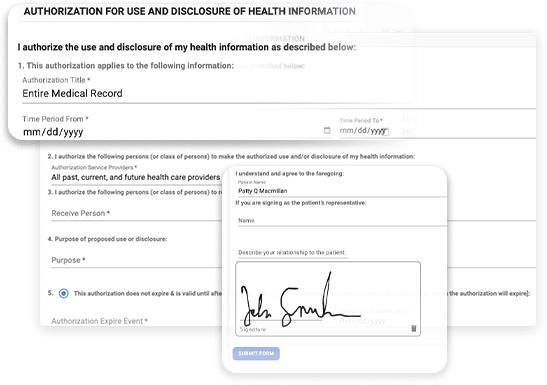 AUTHORIZATION FOR USE AND DISCLOSURE OF HEALTH INFORMATION
I authorize the use and disclosure of my health information as described below:
1. This authorization applies to the following information:
Authorization Title *
Entire Medical Record
Time Period From *
Time Period To *
mm/dd/yyyy
mm/dd/yyyy
2. I authorize the following persons (or class of persons) to make the authorized use and/or disclosure of my health information:
Authorization Service Providers *
All past, current, and future health care providers
3. I authorize the following persons (or class of persons) to
Receive Person *
4. Purpose of proposed use or disclosure:
Purpose *
5. This authorization does not expire & is valid until after
the authorization will expire]:
Authorization Expire Event *
I understand and agree to the foregoing:
Patient Name
Patty Q Macmillan
If you are signing as the patient's representative:
Name
Describe your relationship to the patient:
Signature
SUBMIT FORM